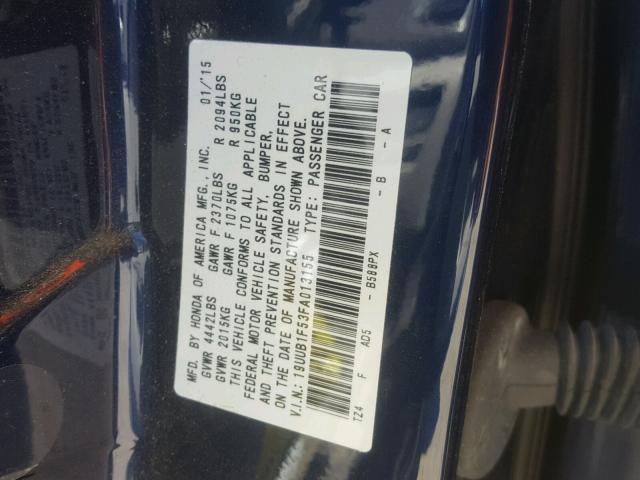 MFD. BY HONDA OF AMERICA MFG., INC. 01/'15
GVWR 4442LBS GAWR F 2370LBS R 2094LBS
GVWR 2015KG GAWR F 1075KG R 950KG
THIS VEHICLE CONFORMS TO ALL APPLICABLE
FEDERAL MOTOR VEHICLE SAFETY, BUMPER,
AND THEFT PREVENTION STANDARDS IN EFFECT
ON THE DATE OF MANUFACTURE SHOWN ABOVE.
V.I.N.: 19UUB1F53FA013155 TYPE: PASSENGER CAR
TZ4 F AD5 - B588PX - B - A